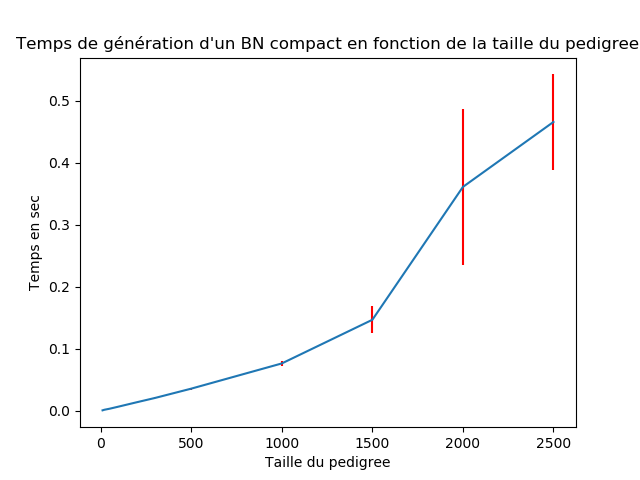 Temps de génération d'un BN compact en fonction de la taille du pedigree
0.5
0.4
0.3
0.2
0.1
0.0
Temps en sec
0 500 1000 1500 2000 2500
Taille du pedigree